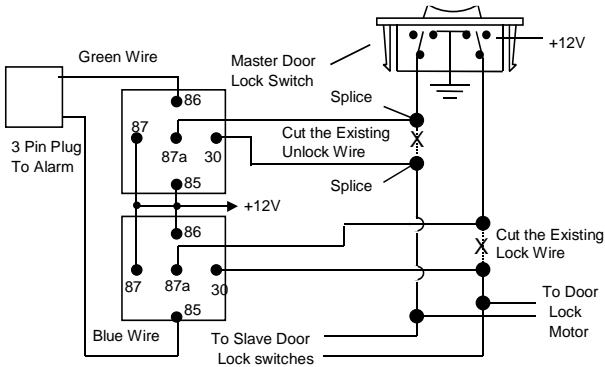 Green Wire
Master Door
Lock Switch
+12V
3 Pin Plug
To Alarm
86
87
87a
30
85
Splice
Cut the Existing
Unlock Wire
X
Splice
+12V
86
87
87a
30
85
Blue Wire
X
Cut the Existing
Lock Wire
To Door
Lock
Motor
To Slave Door
Lock switches